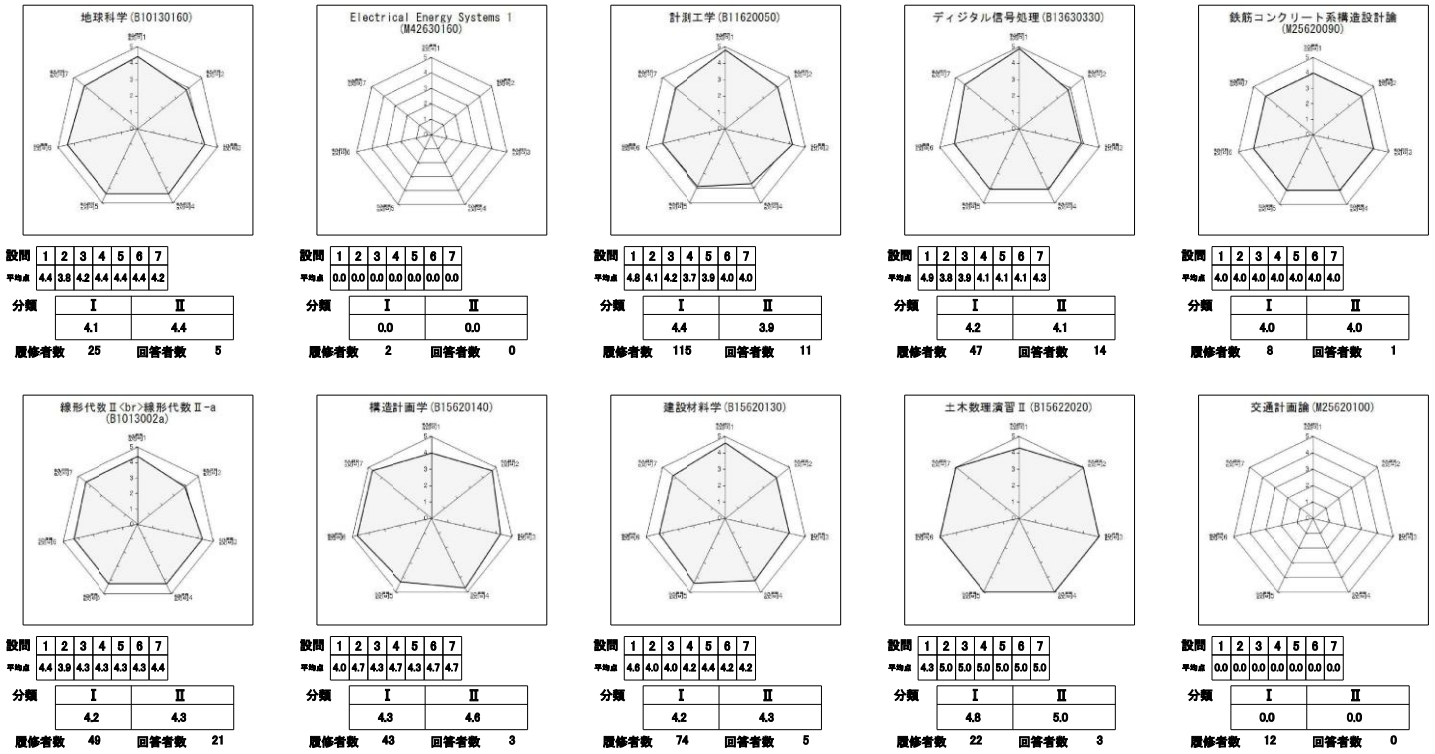 地球科学(B10130160)
設問 1 2 3 4 5 6 7
平均点 4.4 3.8 4.2 4.4 4.4 4.4 4.2
分類 I II
4.1 4.4
履修者数 25 回答者数 5
Electrical Energy Systems 1
(M42630160)
設問 1 2 3 4 5 6 7
平均点 0.0 0.0 0.0 0.0 0.0 0.0 0.0
分類 I II
0.0 0.0
履修者数 2 回答者数 0
計測工学(B11620050)
設問 1 2 3 4 5 6 7
平均点 4.8 4.1 4.2 3.7 3.9 4.0 4.0
分類 I II
4.4 3.9
履修者数 115 回答者数 11
ディジタル信号処理(B13630330)
設問 1 2 3 4 5 6 7
平均点 4.9 3.8 3.9 4.1 4.1 4.1 4.3
分類 I II
4.2 4.1
履修者数 47 回答者数 14
鉄筋コンクリート系構造設計論
(M25620090)
設問 1 2 3 4 5 6 7
平均点 4.0 4.0 4.0 4.0 4.0 4.0 4.0
分類 I II
4.0 4.0
履修者数 8 回答者数 1
線形代数Ⅱ<br>線形代数Ⅱ-a
(B1013002a)
設問 1 2 3 4 5 6 7
平均点 4.4 3.9 4.3 4.3 4.3 4.3 4.4
分類 I II
4.2 4.3
履修者数 49 回答者数 21
構造計画学(B15620140)
設問 1 2 3 4 5 6 7
平均点 4.0 4.7 4.3 4.7 4.3 4.7 4.7
分類 I II
4.3 4.6
履修者数 43 回答者数 3
建設材料学(B15620130)
設問 1 2 3 4 5 6 7
平均点 4.6 4.0 4.0 4.2 4.4 4.2 4.2
分類 I II
4.2 4.3
履修者数 74 回答者数 5
土木数理演習Ⅱ(B15622020)
設問 1 2 3 4 5 6 7
平均点 4.3 5.0 5.0 5.0 5.0 5.0 5.0
分類 I II
4.8 5.0
履修者数 22 回答者数 3
交通計画論(M25620100)
設問 1 2 3 4 5 6 7
平均点 0.0 0.0 0.0 0.0 0.0 0.0 0.0
分類 I II
0.0 0.0
履修者数 12 回答者数 0